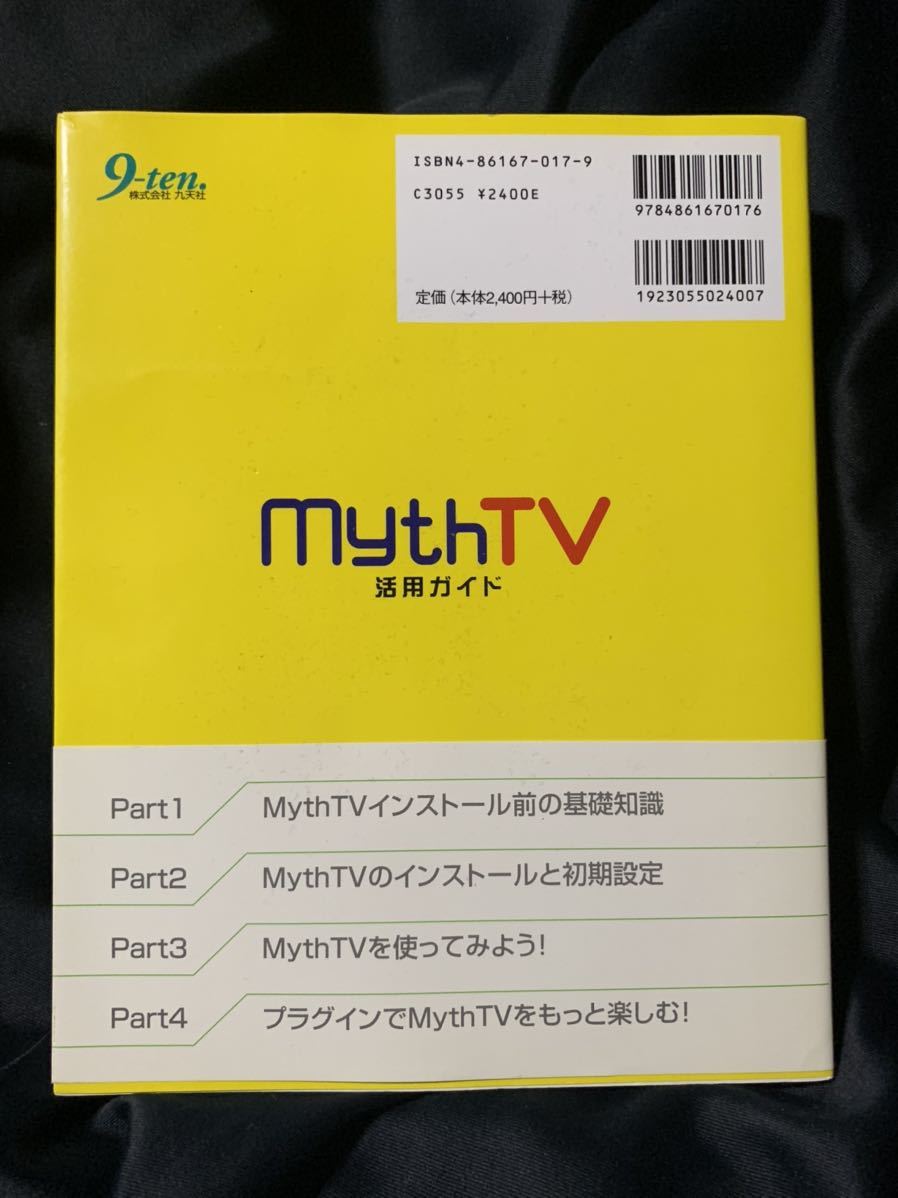 9-ten.
株式会社 九天社
ISBN4-86167-017-9
C3055 ¥2400E
9784861670176
1923055024007
定価(本体2,400円+税)
mythTV
活用ガイド
Part1 MythTVインストール前の基礎知識
Part2 MythTVのインストールと初期設定
Part3 MythTVを使ってみよう!
Part4 プラグインでMythTVをもっと楽しむ!